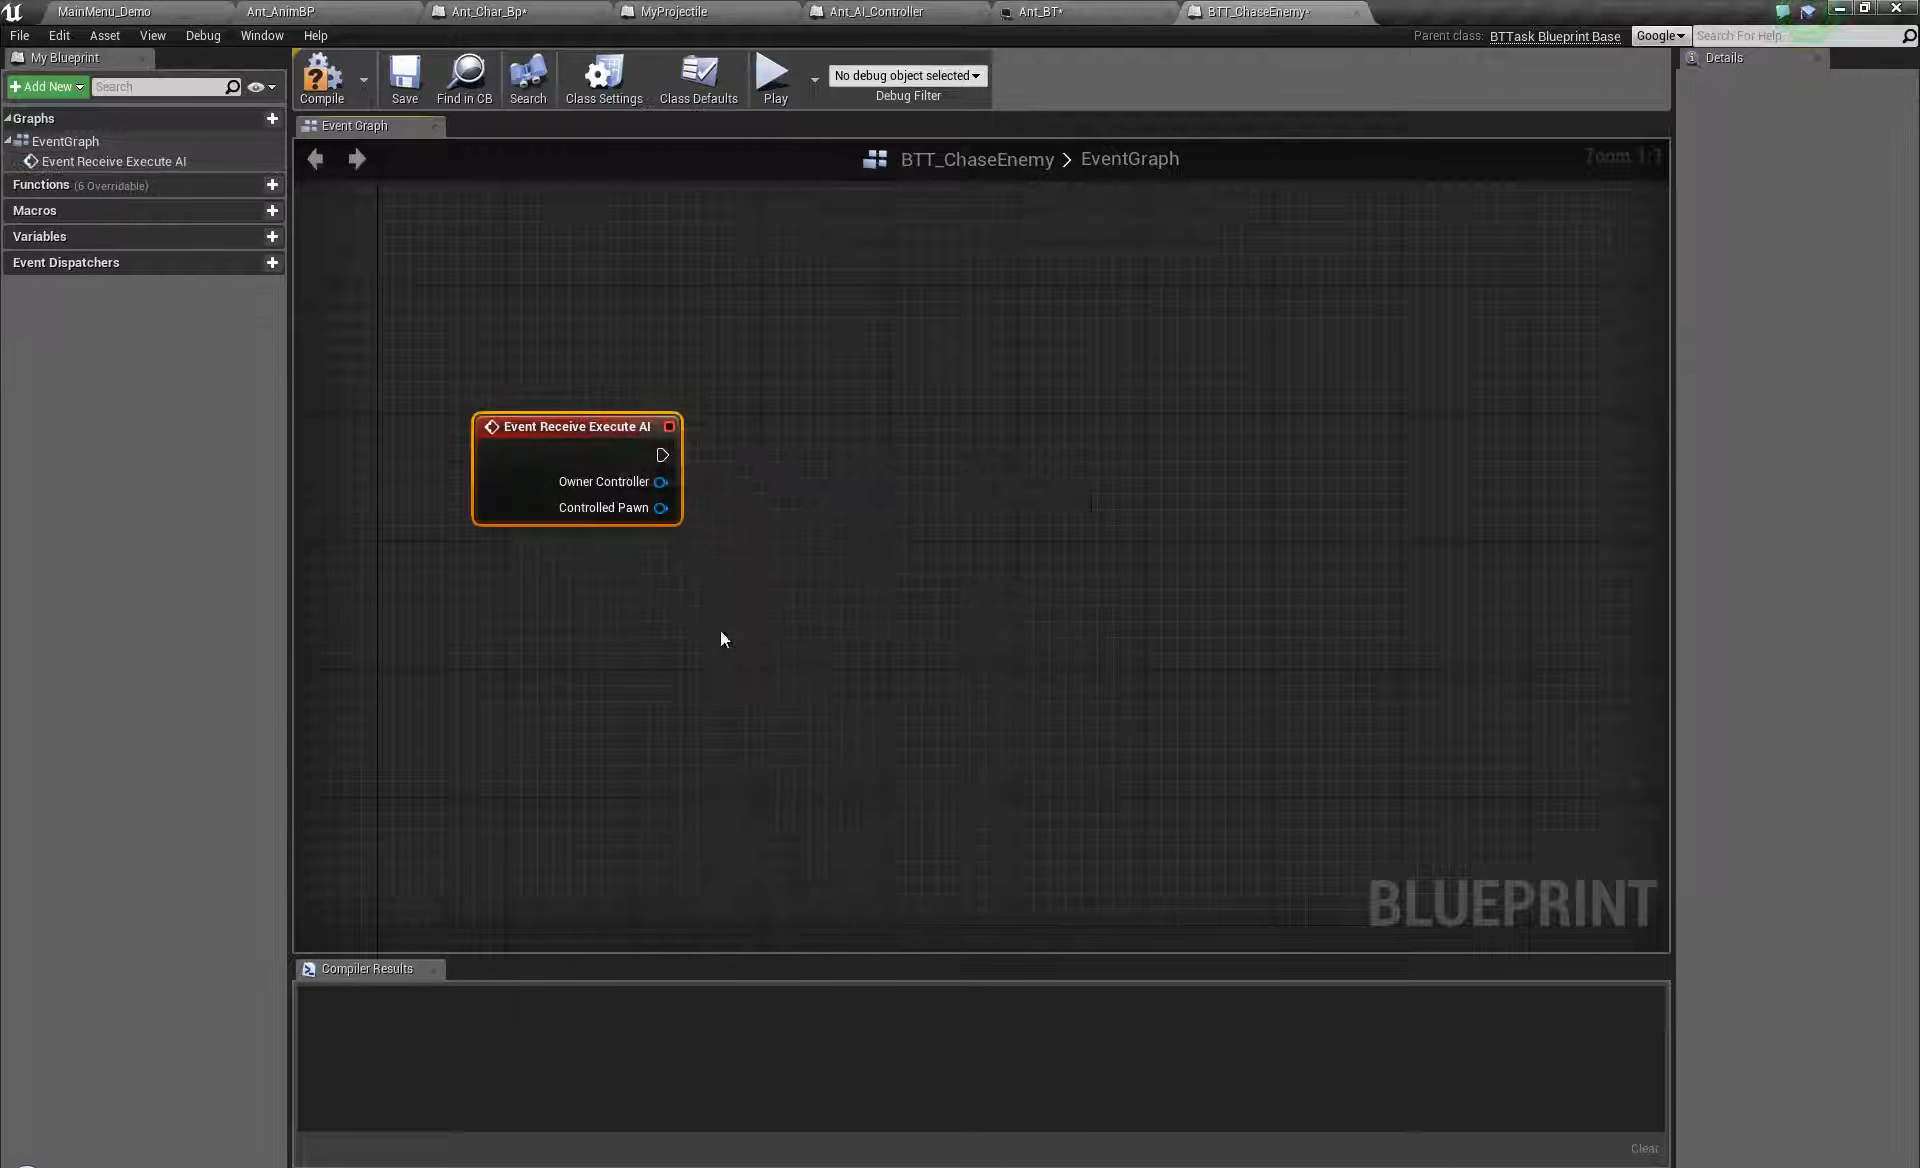 MainMenu_Demo
Ant_AnimBP
Ant_Char_Bp*
MyProjectile
Ant_AI_Controller
Ant_BT*
BTT_ChaseEnemy*
File Edit Asset View Debug Window Help
Parent class: BTTask Blueprint Base
Google
Search For Help
My Blueprint
Details
Add New
Search
Compile
Save
Find in CB
Search
Class Settings
Class Defaults
Play
No debug object selected
Debug Filter
Graphs
EventGraph
Event Receive Execute AI
Functions (6 Overridable)
Macros
Variables
Event Dispatchers
Event Graph
BTT_ChaseEnemy > EventGraph
Zoom 1:1
Event Receive Execute AI
Owner Controller
Controlled Pawn
BLUEPRINT
Compiler Results
Clear